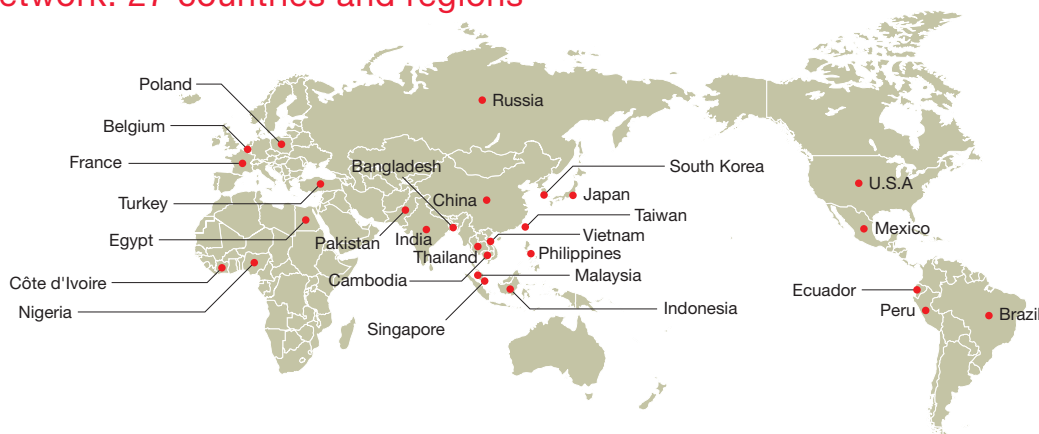 27 countries and regions
Poland
Russia
Belgium
France
Bangladesh
South Korea
U.S.A
China
Japan
Turkey
Taiwan
Mexico
Egypt
Pakistan
India
Vietnam
Thailand
Philippines
Côte d'Ivoire
Cambodia
Malaysia
Ecuador
Nigeria
Indonesia
Peru
Brazil
Singapore